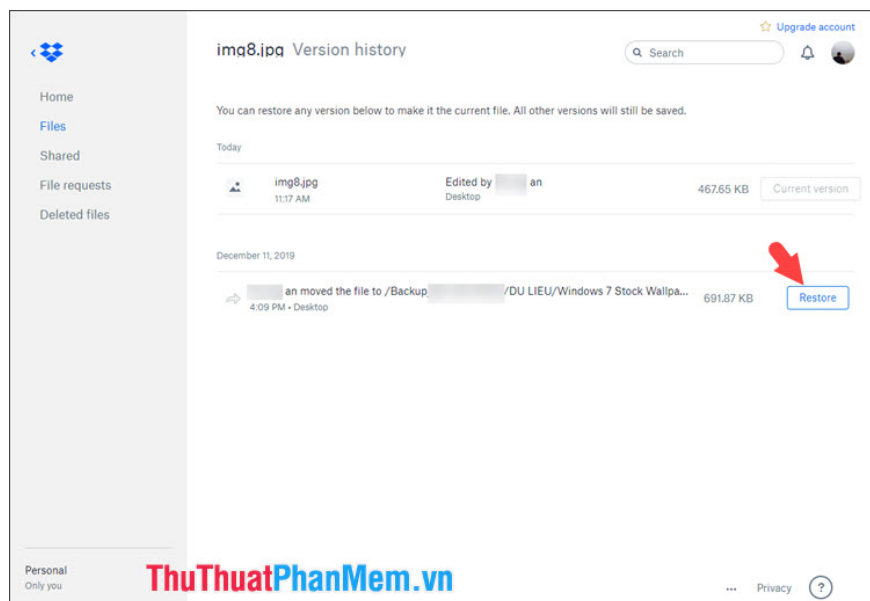 Upgrade account
img8.jpg Version history
Search
Home
Files
Shared
File requests
Deleted files
You can restore any version below to make it the current file. All other versions will still be saved.
Today
img8.jpg
Edited by an
467.65 KB
Current version
11:17 AM
Desktop
December 11, 2019
an moved the file to /Backup /DU LIEU/Windows 7 Stock Wallpa...
691.87 KB
Restore
4:09 PM • Desktop
Personal
Only you
ThuThuatPhanMem.vn
... Privacy ?